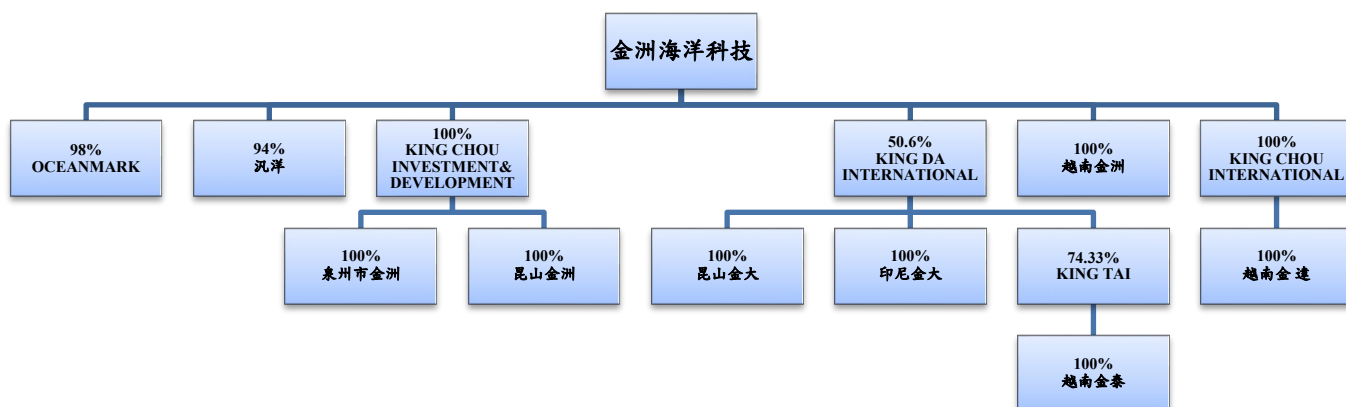 金洲海洋科技
98%
OCEANMARK
94%
汎洋
100%
KING CHOU
INVESTMENT&
DEVELOPMENT
50.6%
KING DA
INTERNATIONAL
100%
越南金洲
100%
KING CHOU
INTERNATIONAL
100%
泉州市金洲
100%
昆山金洲
100%
昆山金大
100%
印尼金大
74.33%
KING TAI
100%
越南金達
100%
越南金泰